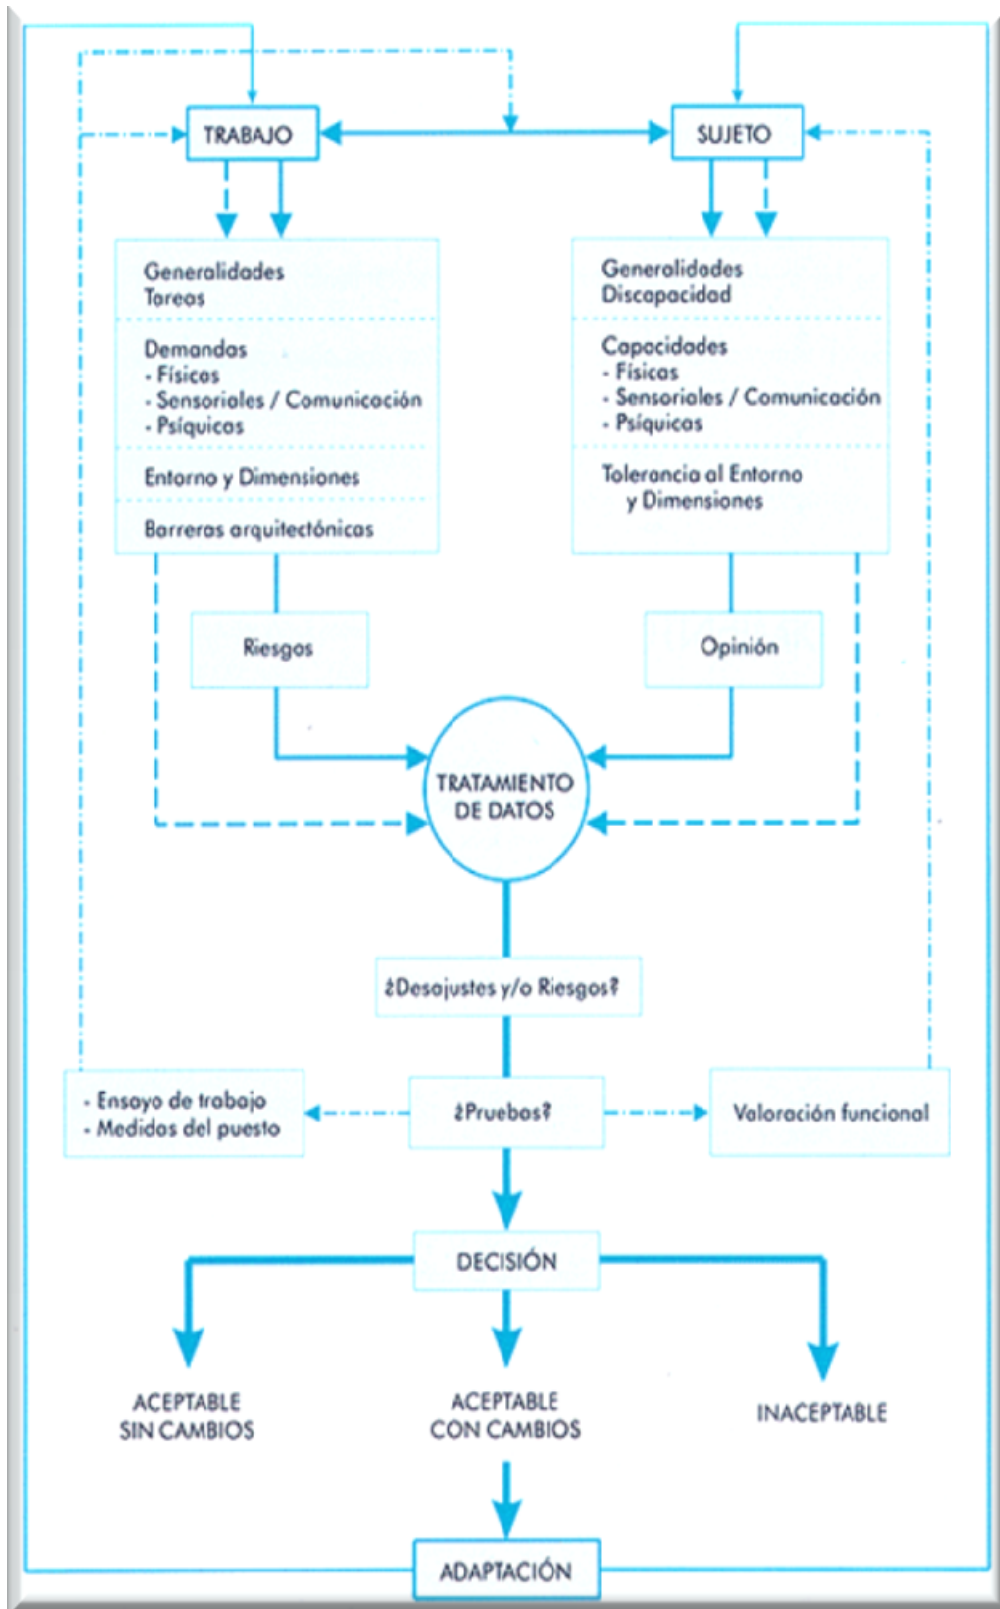 TRABAJO
SUJETO
Generalidades
Tareas
Demandas
- Físicas
- Sensoriales / Comunicación
- Psíquicas
Entorno y Dimensiones
Barreras arquitectónicas
Generalidades
Discapacidad
Capacidades
- Físicas
- Sensoriales / Comunicación
- Psíquicas
Tolerancia al Entorno
y Dimensiones
Riesgos
Opinión
TRATAMIENTO
DE DATOS
¿Desajustes y/o Riesgos?
- Ensayo de trabajo
- Medidas del puesto
¿Pruebas?
Valoración funcional
DECISIÓN
ACEPTABLE
SIN CAMBIOS
ACEPTABLE
CON CAMBIOS
INACEPTABLE
ADAPTACIÓN